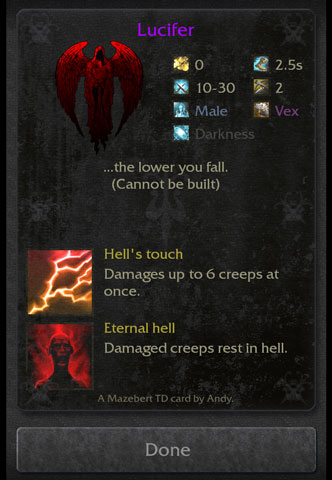 Lucifer
0 2.5s
10-30 2
Male Vex
Darkness
...the lower you fall.
(Cannot be built)
Hell's touch
Damages up to 6 creeps at
once.
Eternal hell
Damaged creeps rest in hell.
A Mazebert TD card by Andy.
Done